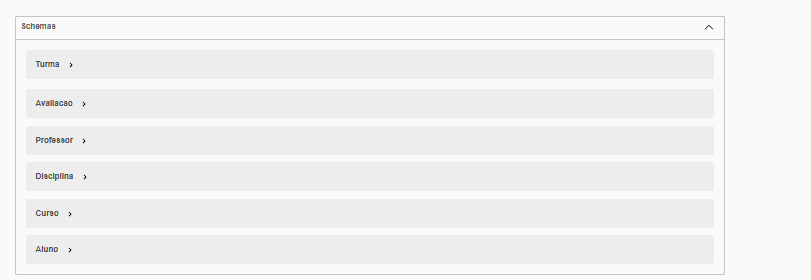 Schemas
Turma
Avaliacao
Professor
Disciplina
Curso
Aluno